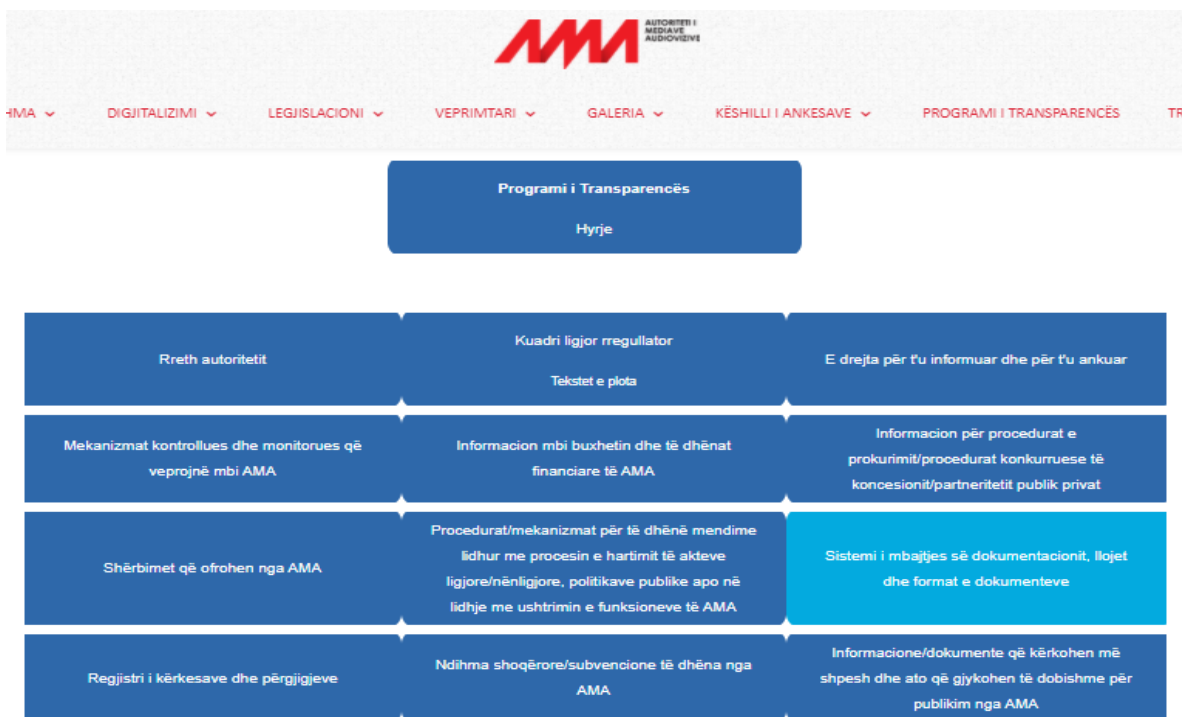 AMA
AUTORITETI I
MEDIAVE
AUDIOVIZIVE
DIGJITALIZIMI
LEGJISLACIONI
VEPRIMTARI
GALERIA
KËSHILLI I ANKESAVE
PROGRAMI I TRANSPARENCËS
Programi i Transparencës
Hyrje
Rreth autoritetit
Kuadri ligjor rregullator
Tekstet e plota
E drejta për t'u informuar dhe për t'u ankuar
Mekanizmat kontrollues dhe monitorues që
veprojnë mbi AMA
Informacion mbi buxhetin dhe të dhënat
financiare të AMA
Informacion për procedurat e
prokurimit/procedurat konkurruese të
koncesionit/partneritetit publik privat
Shërbimet që ofrohen nga AMA
Procedurat/mekanizmat për të dhënë mendime
lidhur me procesin e hartimit të akteve
ligjore/nënligjore, politikave publike apo në
lidhje me ushtrimin e funksioneve të AMA
Sistemi i mbajtjes së dokumentacionit, llojet
dhe format e dokumenteve
Regjistri i kërkesave dhe përgjigjeve
Ndihma shoqërore/subvencione të dhëna nga
AMA
Informacione/dokumente që kërkohen më
shpesh dhe ato që gjykohen të dobishme për
publikim nga AMA